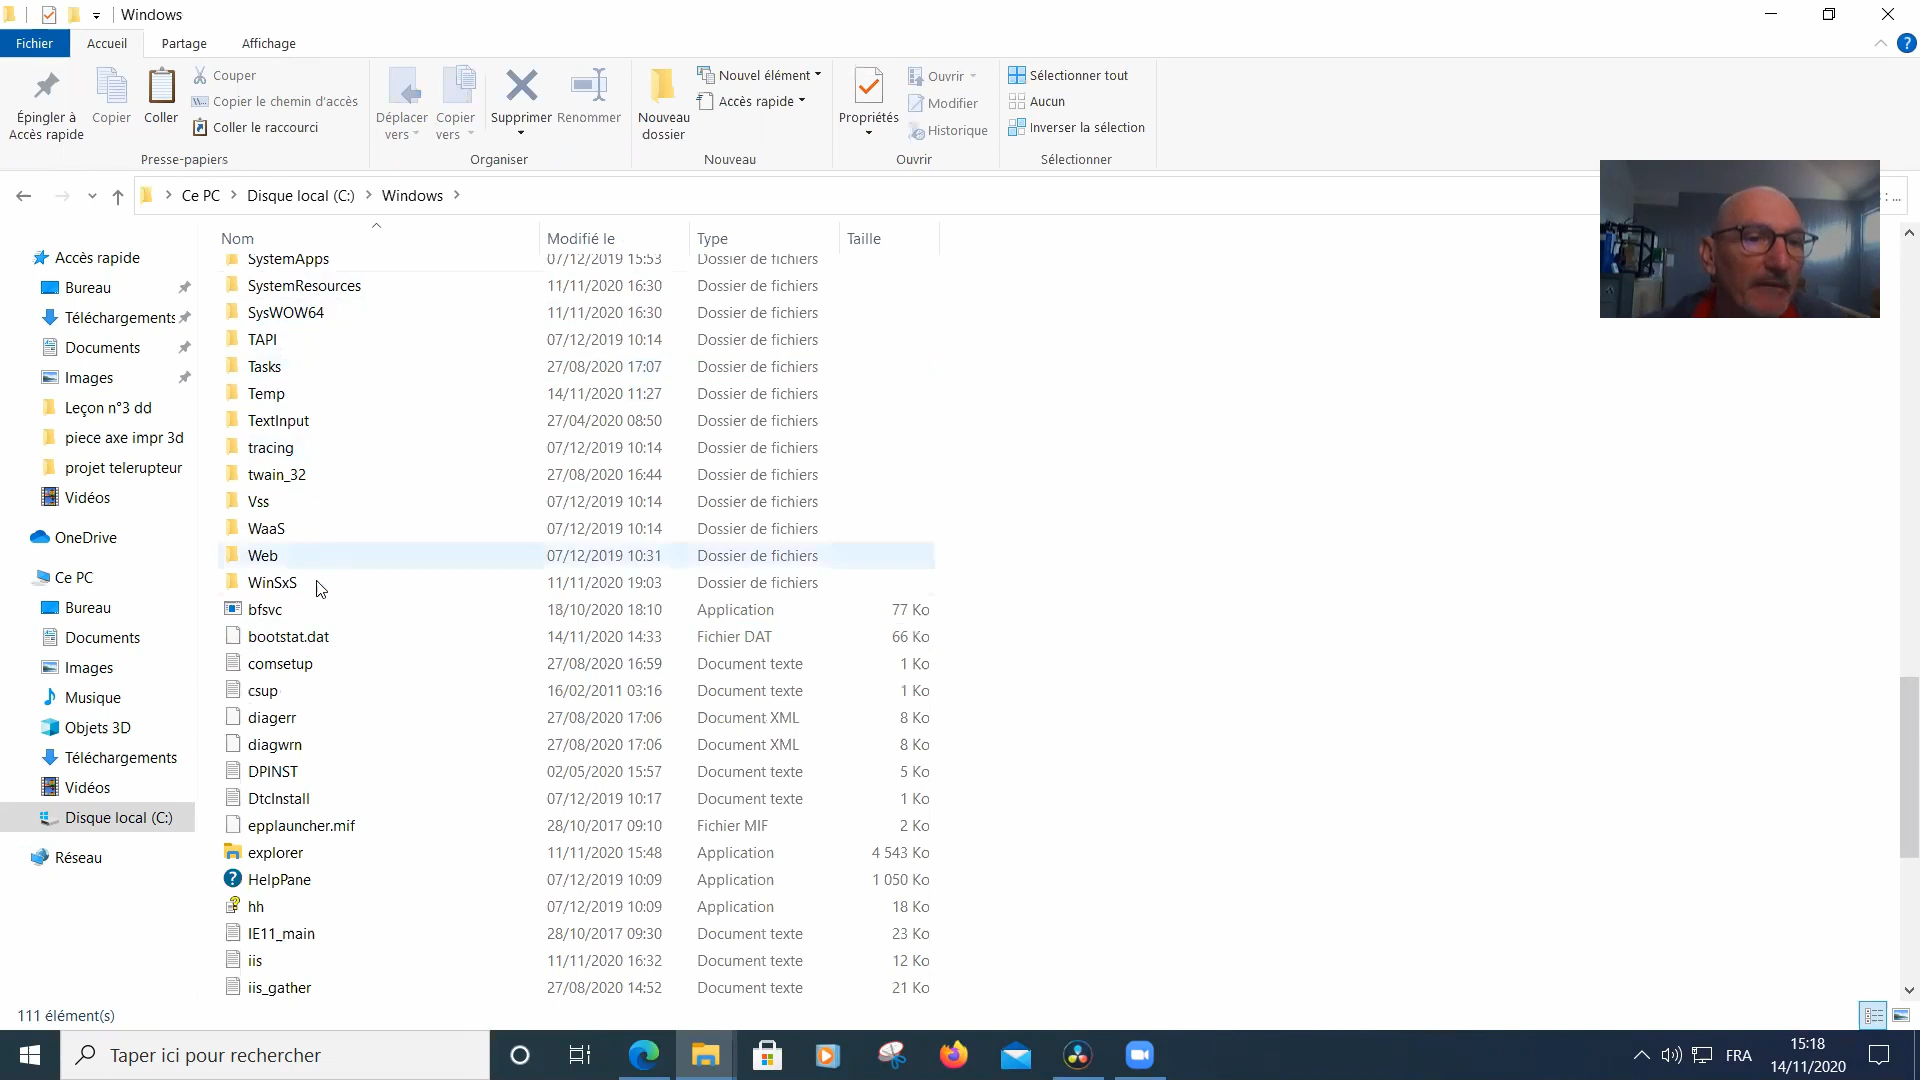 Windows
Fichier Accueil Partage Affichage
Épingler à
Accès rapide
Copier
Coller
Couper
Copier le chemin d'accès
Coller le raccourci
Presse-papiers
Déplacer
vers
Copier
vers
Supprimer
Renommer
Organiser
Nouveau
dossier
Nouvel élément
Accès rapide
Nouveau
Propriétés
Ouvrir
Modifier
Historique
Ouvrir
Sélectionner tout
Aucun
Inverser la sélection
Sélectionner
Ce PC > Disque local (C:) > Windows >
Accès rapide
Bureau
Téléchargements
Documents
Images
Leçon n°3 dd
piece axe impr 3d
projet telerupteur
Vidéos
OneDrive
Ce PC
Bureau
Documents
Images
Musique
Objets 3D
Téléchargements
Vidéos
Disque local (C:)
Réseau
Nom Modifié le Type Taille
SystemApps 07/12/2019 15:53 Dossier de fichiers
SystemResources 11/11/2020 16:30 Dossier de fichiers
SysWOW64 11/11/2020 16:30 Dossier de fichiers
TAPI 07/12/2019 10:14 Dossier de fichiers
Tasks 27/08/2020 17:07 Dossier de fichiers
Temp 14/11/2020 11:27 Dossier de fichiers
TextInput 27/04/2020 08:50 Dossier de fichiers
tracing 07/12/2019 10:14 Dossier de fichiers
twain_32 27/08/2020 16:44 Dossier de fichiers
Vss 07/12/2019 10:14 Dossier de fichiers
WaaS 07/12/2019 10:14 Dossier de fichiers
Web 07/12/2019 10:31 Dossier de fichiers
WinSxS 11/11/2020 19:03 Dossier de fichiers
bfsvc 18/10/2020 18:10 Application 77 Ko
bootstat.dat 14/11/2020 14:33 Fichier DAT 66 Ko
comsetup 27/08/2020 16:59 Document texte 1 Ko
csup 16/02/2011 03:16 Document texte 1 Ko
diagerr 27/08/2020 17:06 Document XML 8 Ko
diagwrn 27/08/2020 17:06 Document XML 8 Ko
DPINST 02/05/2020 15:57 Document texte 5 Ko
DtcInstall 07/12/2019 10:17 Document texte 1 Ko
epplauncher.mif 28/10/2017 09:10 Fichier MIF 2 Ko
explorer 11/11/2020 15:48 Application 4 543 Ko
HelpPane 07/12/2019 10:09 Application 1 050 Ko
hh 07/12/2019 10:09 Application 18 Ko
IE11_main 28/10/2017 09:30 Document texte 23 Ko
iis 11/11/2020 16:32 Document texte 12 Ko
iis_gather 27/08/2020 14:52 Document texte 21 Ko
111 élément(s)
Taper ici pour rechercher
FRA
15:18
14/11/2020